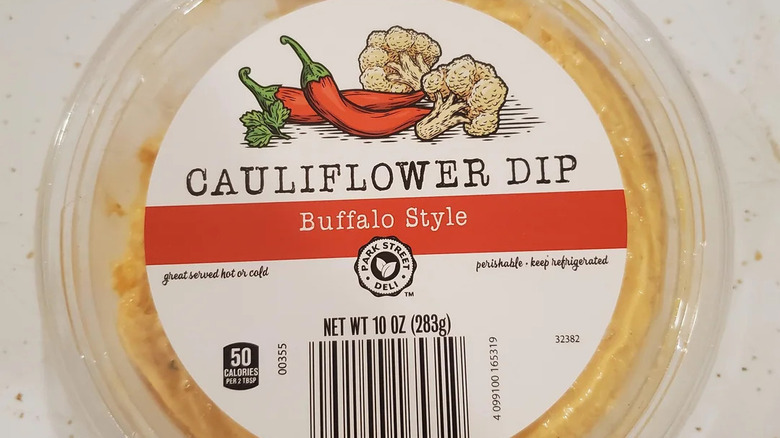 CAULIFLOWER DIP
Buffalo Style
great served hot or cold
PARK STREET
DELI
TM
perishable • keep refrigerated
NET WT 10 OZ (283g)
50
CALORIES
PER 2 TBSP
00355
4 099100 165319
32382